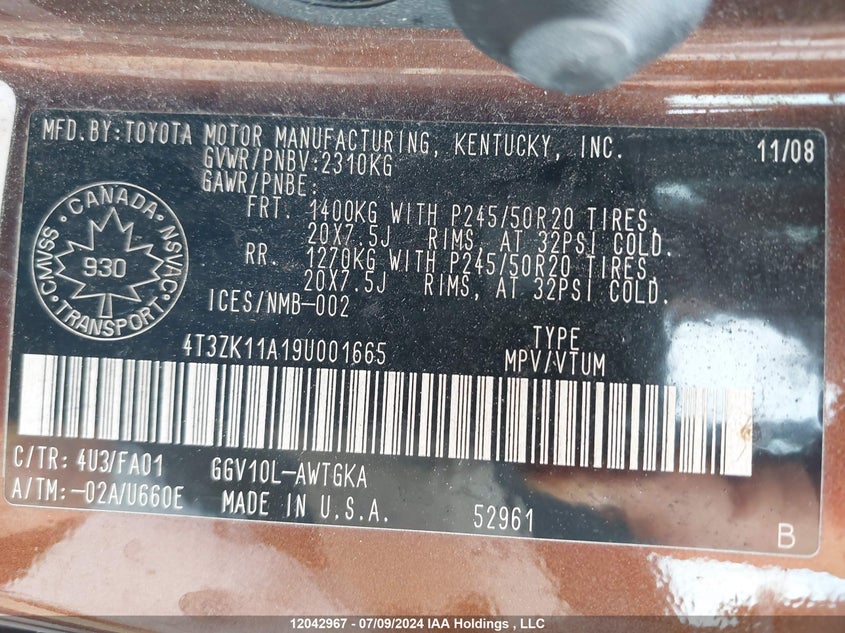 MFD.BY:TOYOTA MOTOR MANUFACTURING, KENTUCKY, INC. 11/08
GVWR/PNBV:2310KG
GAWR/PNBE:
FRT. 1400KG WITH P245/50R20 TIRES,
20X7.5J RIMS, AT 32PSI COLD.
RR. 1270KG WITH P245/50R20 TIRES,
20X7.5J RIMS, AT 32PSI COLD.
ICES/NMB-002
CANADA
CMVSS NSVAC
930
TRANSPORT
4T3ZK11A19U001665
TYPE
MPV/VTUM
C/TR: 4U3/FA01 GGV10L-AWTGKA
A/TM:-02A/U660E MADE IN U.S.A. 52961
B
12042967 - 07/09/2024 IAA Holdings , LLC